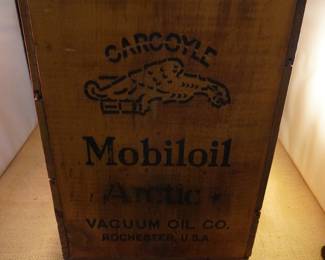 GARGOYLE
Mobiloil
Arctic
VACUUM OIL CO.
ROCHESTER, U.S.A